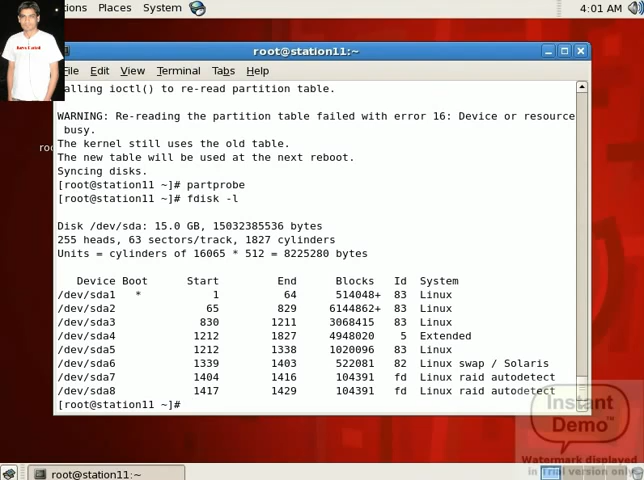 tions Places System 4:01 AM
root@station11:~
File Edit View Terminal Tabs Help
alling ioctl() to re-read partition table.
WARNING: Re-reading the partition table failed with error 16: Device or resource
busy.
The kernel still uses the old table.
The new table will be used at the next reboot.
Syncing disks.
[root@station11 ~]# partprobe
[root@station11 ~]# fdisk -l
Disk /dev/sda: 15.0 GB, 15032385536 bytes
255 heads, 63 sectors/track, 1827 cylinders
Units = cylinders of 16065 * 512 = 8225280 bytes
Device Boot Start End Blocks Id System
/dev/sda1 * 1 64 514048+ 83 Linux
/dev/sda2 65 829 6144862+ 83 Linux
/dev/sda3 830 1211 3068415 83 Linux
/dev/sda4 1212 1827 4948020 5 Extended
/dev/sda5 1212 1338 1020096 83 Linux
/dev/sda6 1339 1403 522081 82 Linux swap / Solaris
/dev/sda7 1404 1416 104391 fd Linux raid autodetect
/dev/sda8 1417 1429 104391 fd Linux raid autodetect
[root@station11 ~]#
roo
Instant
Demo
Watermark displayed
in trial version only
root@station11:~